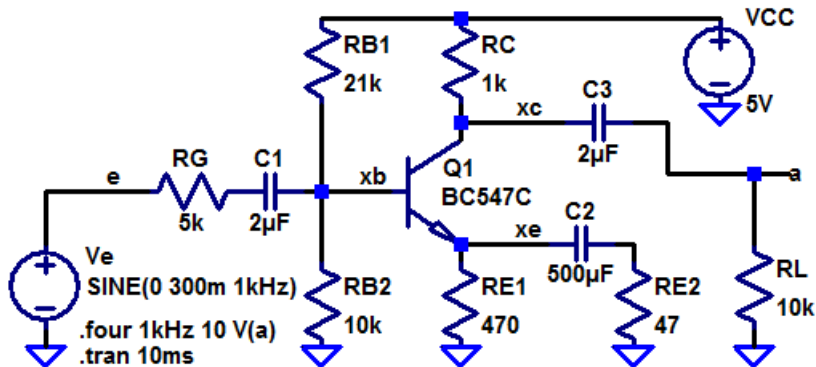 RB1
21k
RC
1k
VCC
5V
xc
C3
2µF
e
RG
5k
C1
2µF
xb
Q1
BC547C
a
xe
C2
500µF
Ve
SINE(0 300m 1kHz)
.four 1kHz 10 V(a)
.tran 10ms
RB2
10k
RE1
470
RE2
47
RL
10k